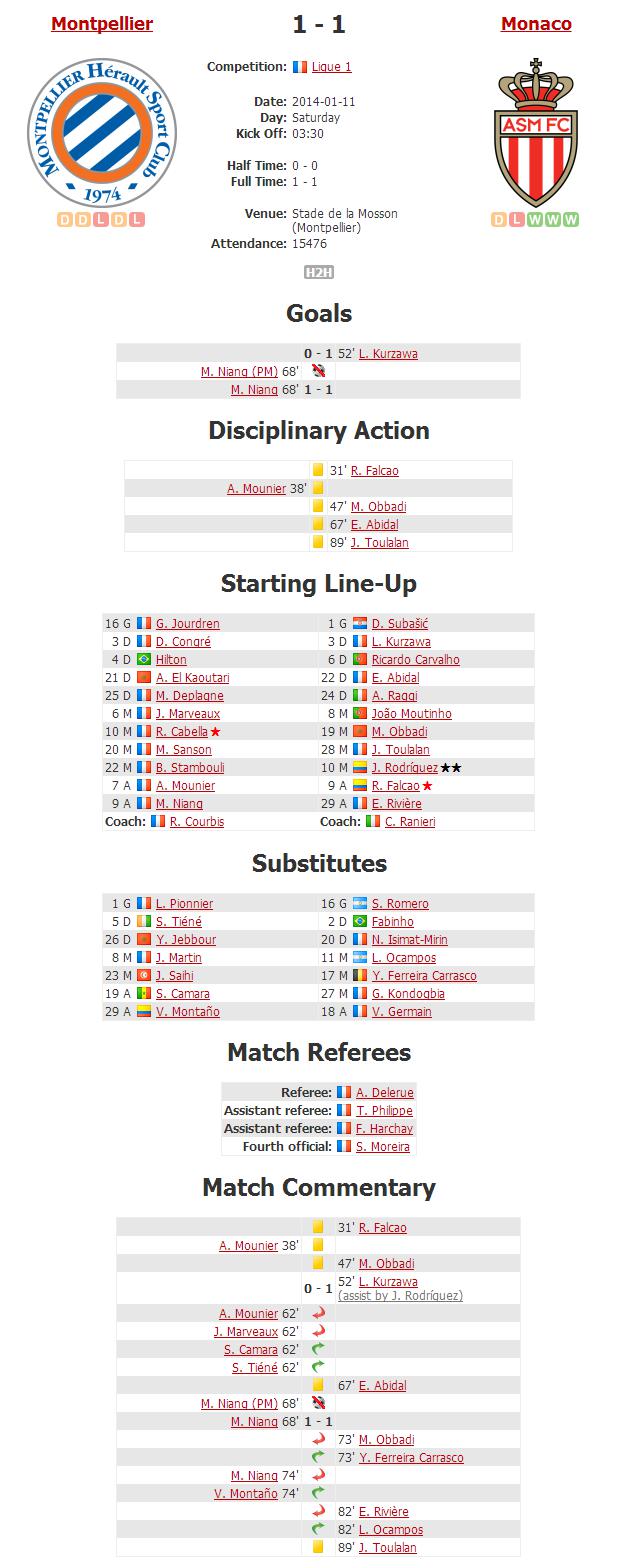 Montpellier 1 - 1 Monaco
MONTPELLIER Hérault Sport Club
1974
ASM FC
Competition: Ligue 1
Date: 2014-01-11
Day: Saturday
Kick Off: 03:30
Half Time: 0 - 0
Full Time: 1 - 1
Venue: Stade de la Mosson
(Montpellier)
Attendance: 15476
D D L D L
D L W W W
H2H
Goals
0 - 1 52' L. Kurzawa
M. Niang (PM) 68'
M. Niang 68' 1 - 1
Disciplinary Action
31' R. Falcao
A. Mounier 38'
47' M. Obbadi
67' E. Abidal
89' J. Toulalan
Starting Line-Up
16 G G. Jourdren 1 G D. Subašić
3 D D. Congré 3 D L. Kurzawa
4 D Hilton 6 D Ricardo Carvalho
21 D A. El Kaoutari 22 D E. Abidal
25 D M. Deplagne 24 D A. Raggi
6 M J. Marveaux 8 M João Moutinho
10 M R. Cabella 19 M M. Obbadi
20 M M. Sanson 28 M J. Toulalan
22 M B. Stambouli 10 M J. Rodríguez
7 A A. Mounier 9 A R. Falcao
9 A M. Niang 29 A E. Rivière
Coach: R. Courbis Coach: C. Ranieri
Substitutes
1 G L. Pionnier 16 G S. Romero
5 D S. Tiéné 2 D Fabinho
26 D Y. Jebbour 20 D N. Isimat-Mirin
8 M J. Martin 11 M L. Ocampos
23 M J. Saihi 17 M Y. Ferreira Carrasco
19 A S. Camara 27 M G. Kondogbia
29 A V. Montaño 18 A V. Germain
Match Referees
Referee: A. Delerue
Assistant referee: T. Philippe
Assistant referee: F. Harchay
Fourth official: S. Moreira
Match Commentary
31' R. Falcao
A. Mounier 38'
47' M. Obbadi
0 - 1 52' L. Kurzawa
(assist by J. Rodríguez)
A. Mounier 62'
J. Marveaux 62'
S. Camara 62'
S. Tiéné 62'
67' E. Abidal
M. Niang (PM) 68'
M. Niang 68' 1 - 1
73' M. Obbadi
73' Y. Ferreira Carrasco
M. Niang 74'
V. Montaño 74'
82' E. Rivière
82' L. Ocampos
89' J. Toulalan